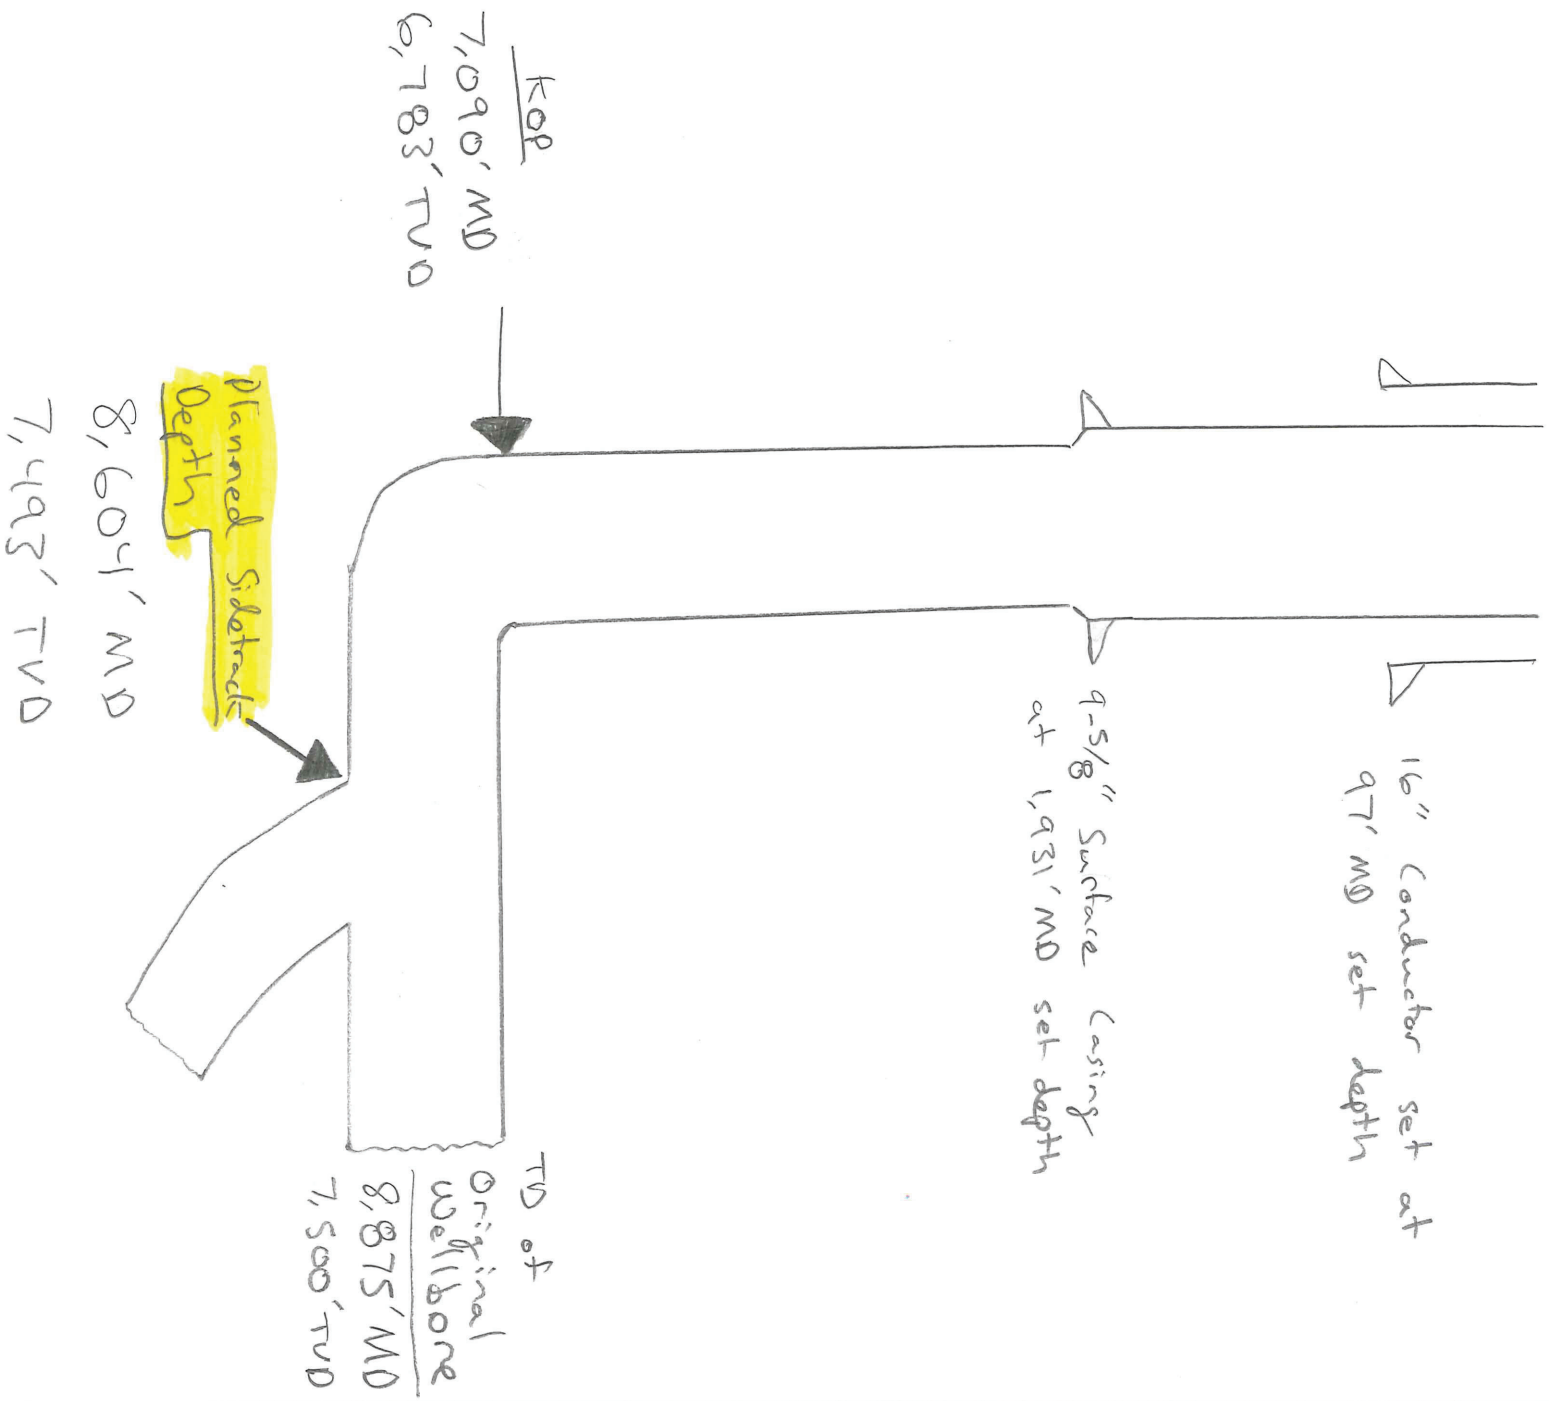 16" Conductor set at
97' MD set depth
9-5/8" Surface Casing
at 1,931' MD set depth
KOP
7,090' MD
6,783' TVD
Planned Sidetrack
Depth
8,604' MD
7,493' TVD
TD of
Original
Wellbore
8,875' MD
7,500' TVD